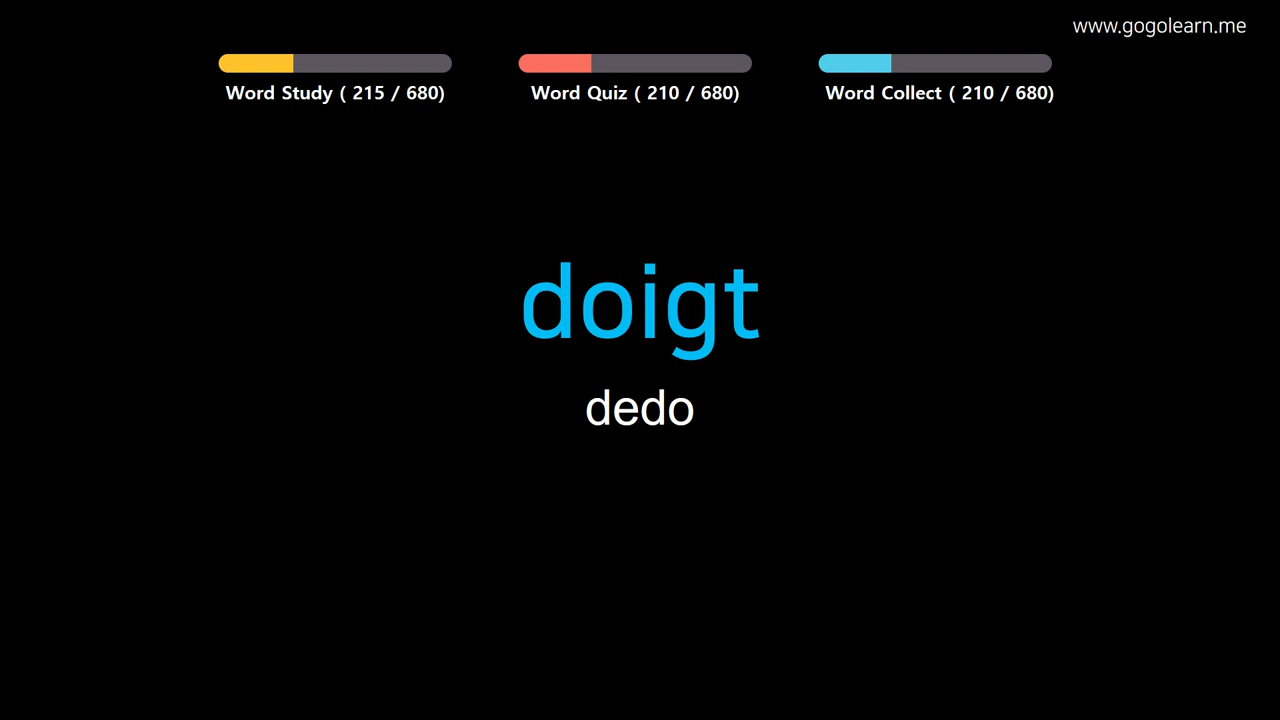 www.gogolearn.me
Word Study ( 215 / 680)
Word Quiz ( 210 / 680)
Word Collect ( 210 / 680)
doigt
dedo